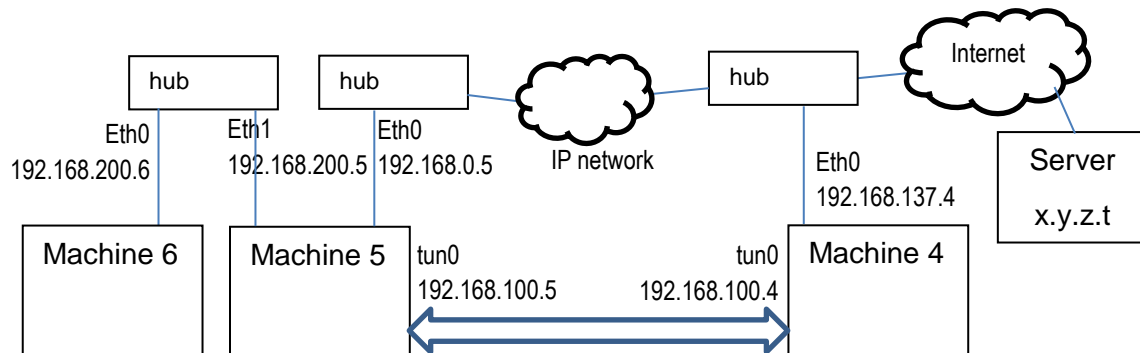 hub
hub
hub
Internet
Eth0
192.168.200.6
Eth1
192.168.200.5
Eth0
192.168.0.5
IP network
Eth0
192.168.137.4
Server
x.y.z.t
Machine 6
Machine 5
tun0
192.168.100.5
tun0
192.168.100.4
Machine 4